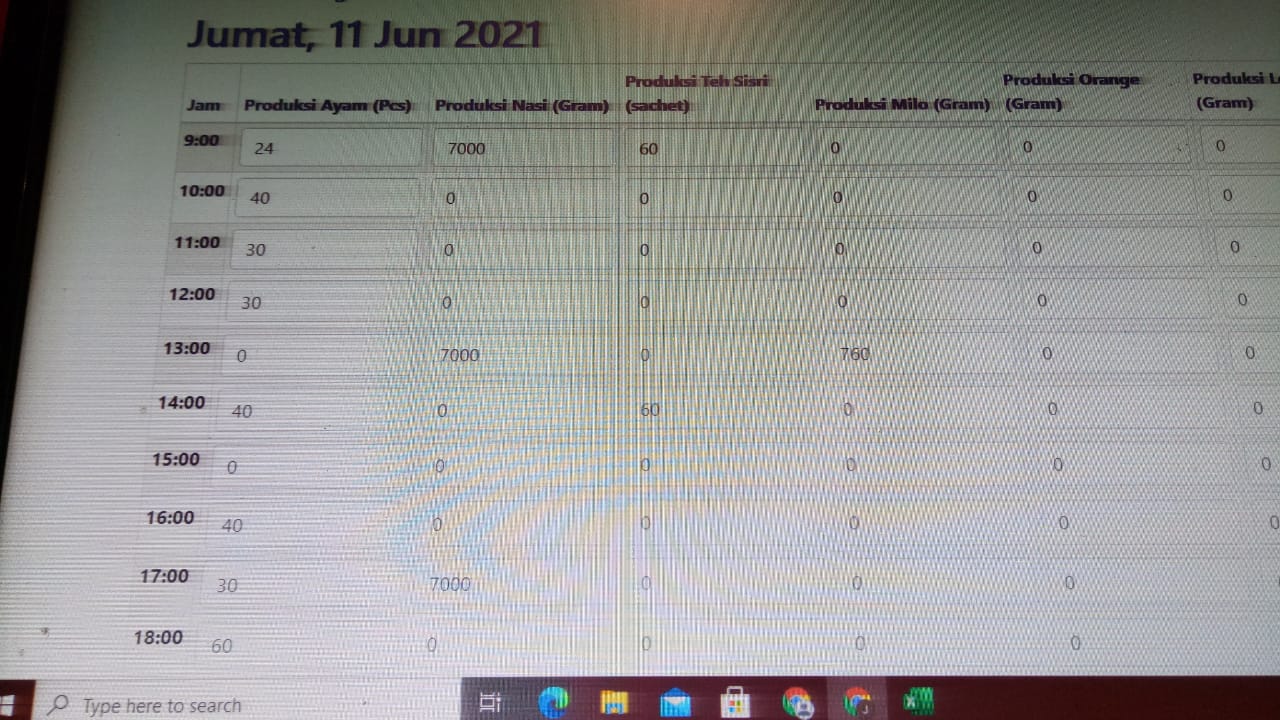 Jumat, 11 Jun 2021
Jam Produksi Ayam (Pcs) Produksi Nasi (Gram) Produksi Teh Sisri (sachet) Produksi Milo (Gram) Produksi Orange (Gram) Produksi (Gram)
9:00 24 7000 60 0 0 0
10:00 40 0 0 0 0 0
11:00 30 0 0 0 0 0
12:00 30 0 0 0 0 0
13:00 0 7000 0 760 0 0
14:00 40 0 60 0 0 0
15:00 0 0 0 0 0 0
16:00 40 0 0 0 0 0
17:00 30 7000 0 0 0
18:00 60 0 0 0 0
Type here to search